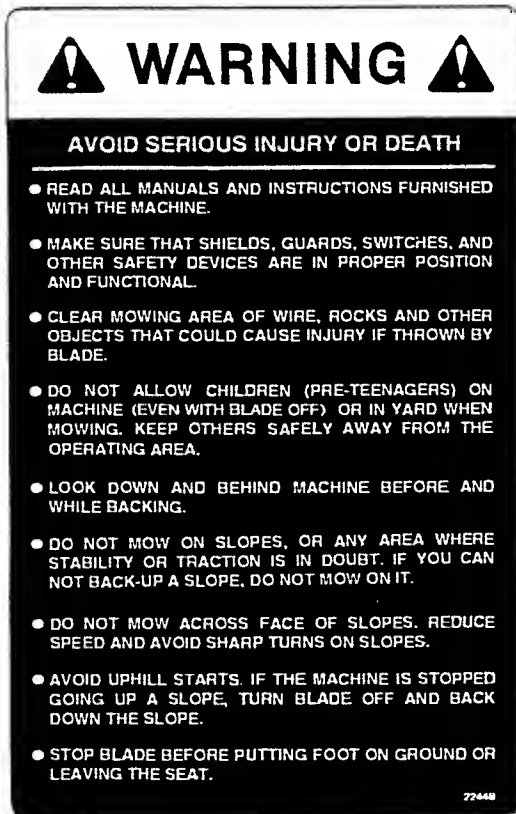 WARNING
AVOID SERIOUS INJURY OR DEATH
● READ ALL MANUALS AND INSTRUCTIONS FURNISHED
WITH THE MACHINE.
● MAKE SURE THAT SHIELDS, GUARDS, SWITCHES, AND
OTHER SAFETY DEVICES ARE IN PROPER POSITION
AND FUNCTIONAL.
● CLEAR MOWING AREA OF WIRE, ROCKS AND OTHER
OBJECTS THAT COULD CAUSE INJURY IF THROWN BY
BLADE.
● DO NOT ALLOW CHILDREN (PRE-TEENAGERS) ON
MACHINE (EVEN WITH BLADE OFF) OR IN YARD WHEN
MOWING. KEEP OTHERS SAFELY AWAY FROM THE
OPERATING AREA.
● LOOK DOWN AND BEHIND MACHINE BEFORE AND
WHILE BACKING.
● DO NOT MOW ON SLOPES, OR ANY AREA WHERE
STABILITY OR TRACTION IS IN DOUBT. IF YOU CAN
NOT BACK-UP A SLOPE, DO NOT MOW ON IT.
● DO NOT MOW ACROSS FACE OF SLOPES. REDUCE
SPEED AND AVOID SHARP TURNS ON SLOPES.
● AVOID UPHILL STARTS. IF THE MACHINE IS STOPPED
GOING UP A SLOPE, TURN BLADE OFF AND BACK
DOWN THE SLOPE.
● STOP BLADE BEFORE PUTTING FOOT ON GROUND OR
LEAVING THE SEAT.